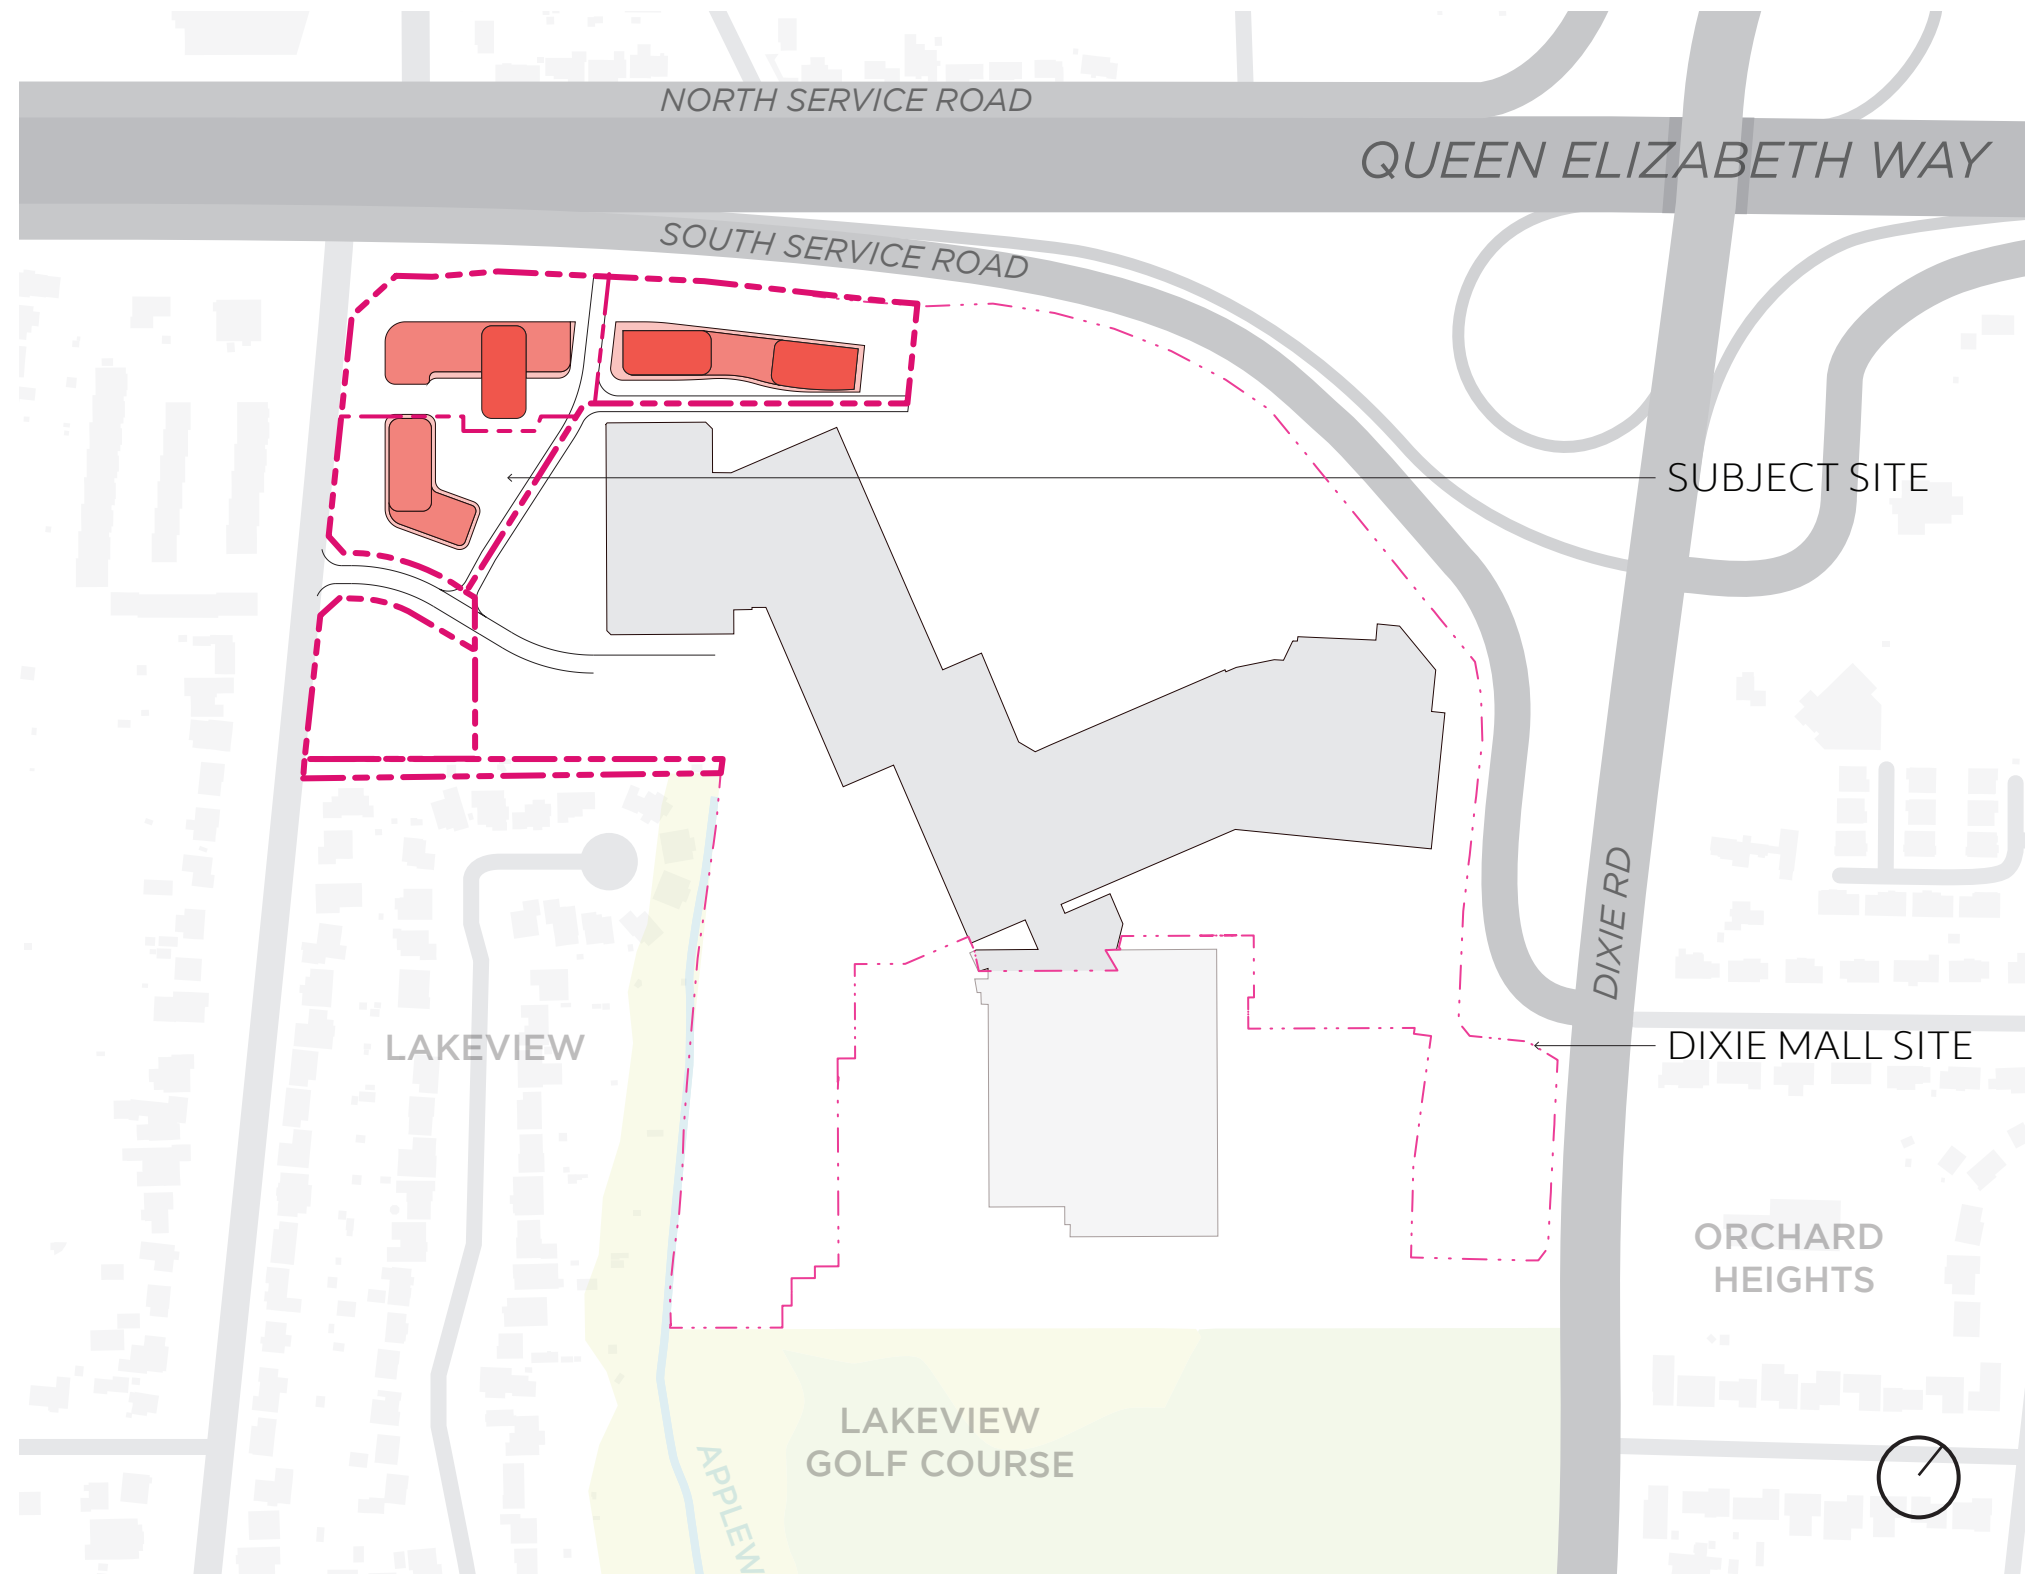 NORTH SERVICE ROAD
QUEEN ELIZABETH WAY
SOUTH SERVICE ROAD
SUBJECT SITE
DIXIE RD
LAKEVIEW
DIXIE MALL SITE
ORCHARD
HEIGHTS
LAKEVIEW
GOLF COURSE
APPLEW